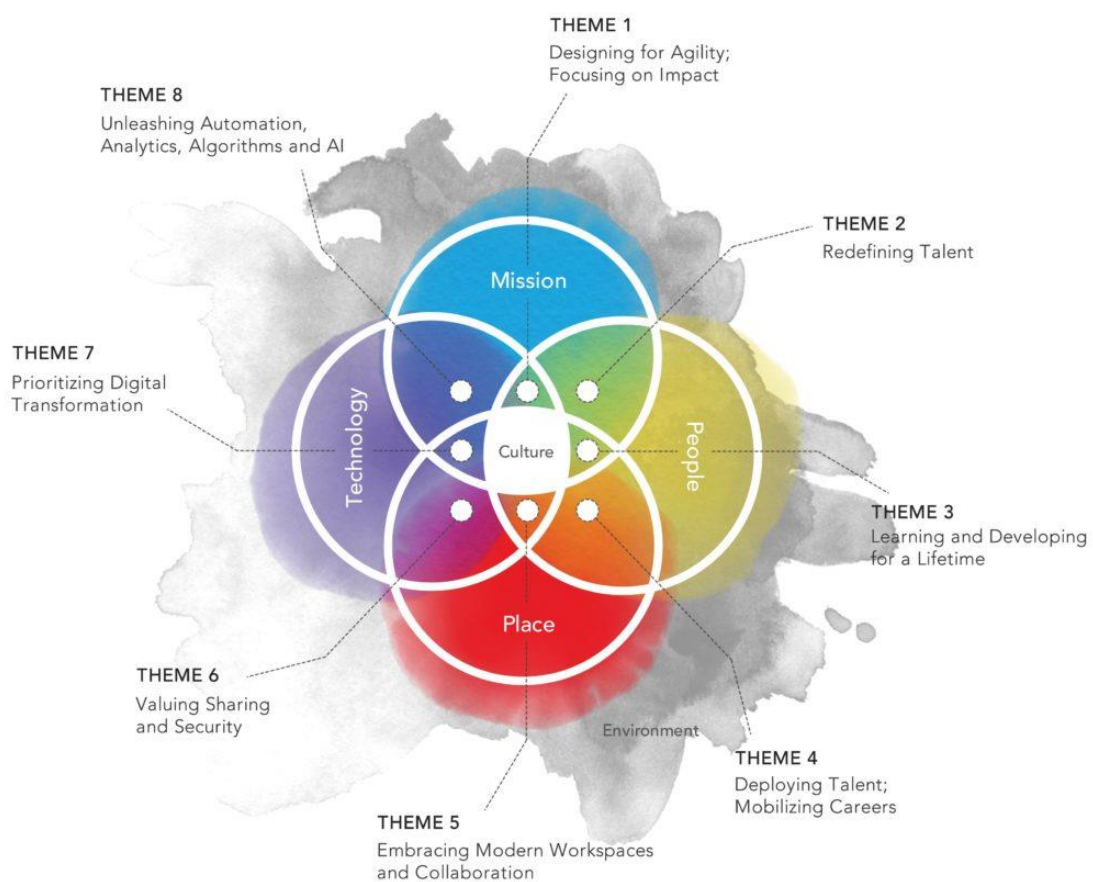 THEME 1
Designing for Agility;
Focusing on Impact
THEME 8
Unleashing Automation,
Analytics, Algorithms and AI
THEME 2
Redefining Talent
Mission
THEME 7
Prioritizing Digital
Transformation
Technology
Culture
People
THEME 3
Learning and Developing
for a Lifetime
Place
THEME 6
Valuing Sharing
and Security
Environment
THEME 4
Deploying Talent;
Mobilizing Careers
THEME 5
Embracing Modern Workspaces
and Collaboration